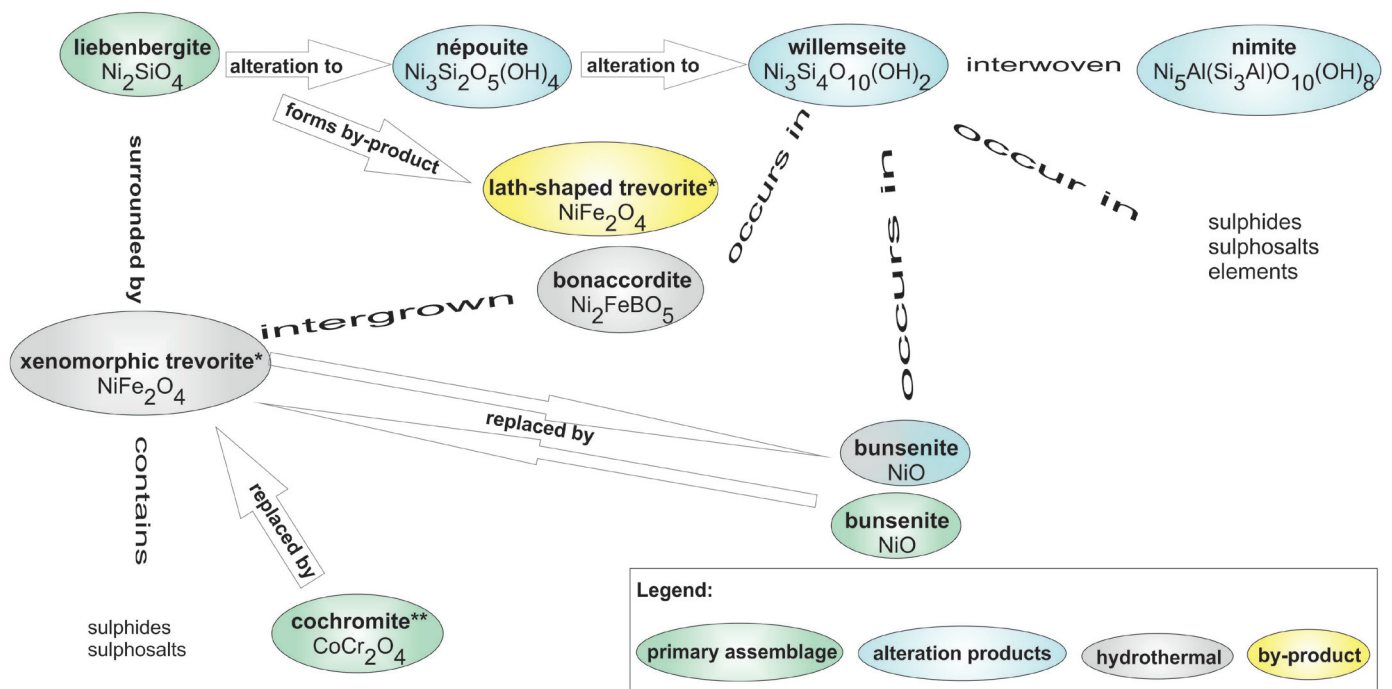 liebenbergite
Ni2SiO4
alteration to
népouite
Ni3Si2O5(OH)4
alteration to
willemseite
Ni3Si4O10(OH)2
interwoven
nimite
Ni5Al(Si3Al)O10(OH)8
forms by-product
surrounded by
lath-shaped trevorite*
NiFe2O4
occurs in
occurs in
occur in
sulphides
sulphosalts
elements
bonaccordite
Ni2FeBO5
intergrown
xenomorphic trevorite*
NiFe2O4
replaced by
bunsenite
NiO
bunsenite
NiO
contains
replaced by
sulphides
sulphosalts
cochromite**
CoCr2O4
Legend:
primary assemblage
alteration products
hydrothermal
by-product